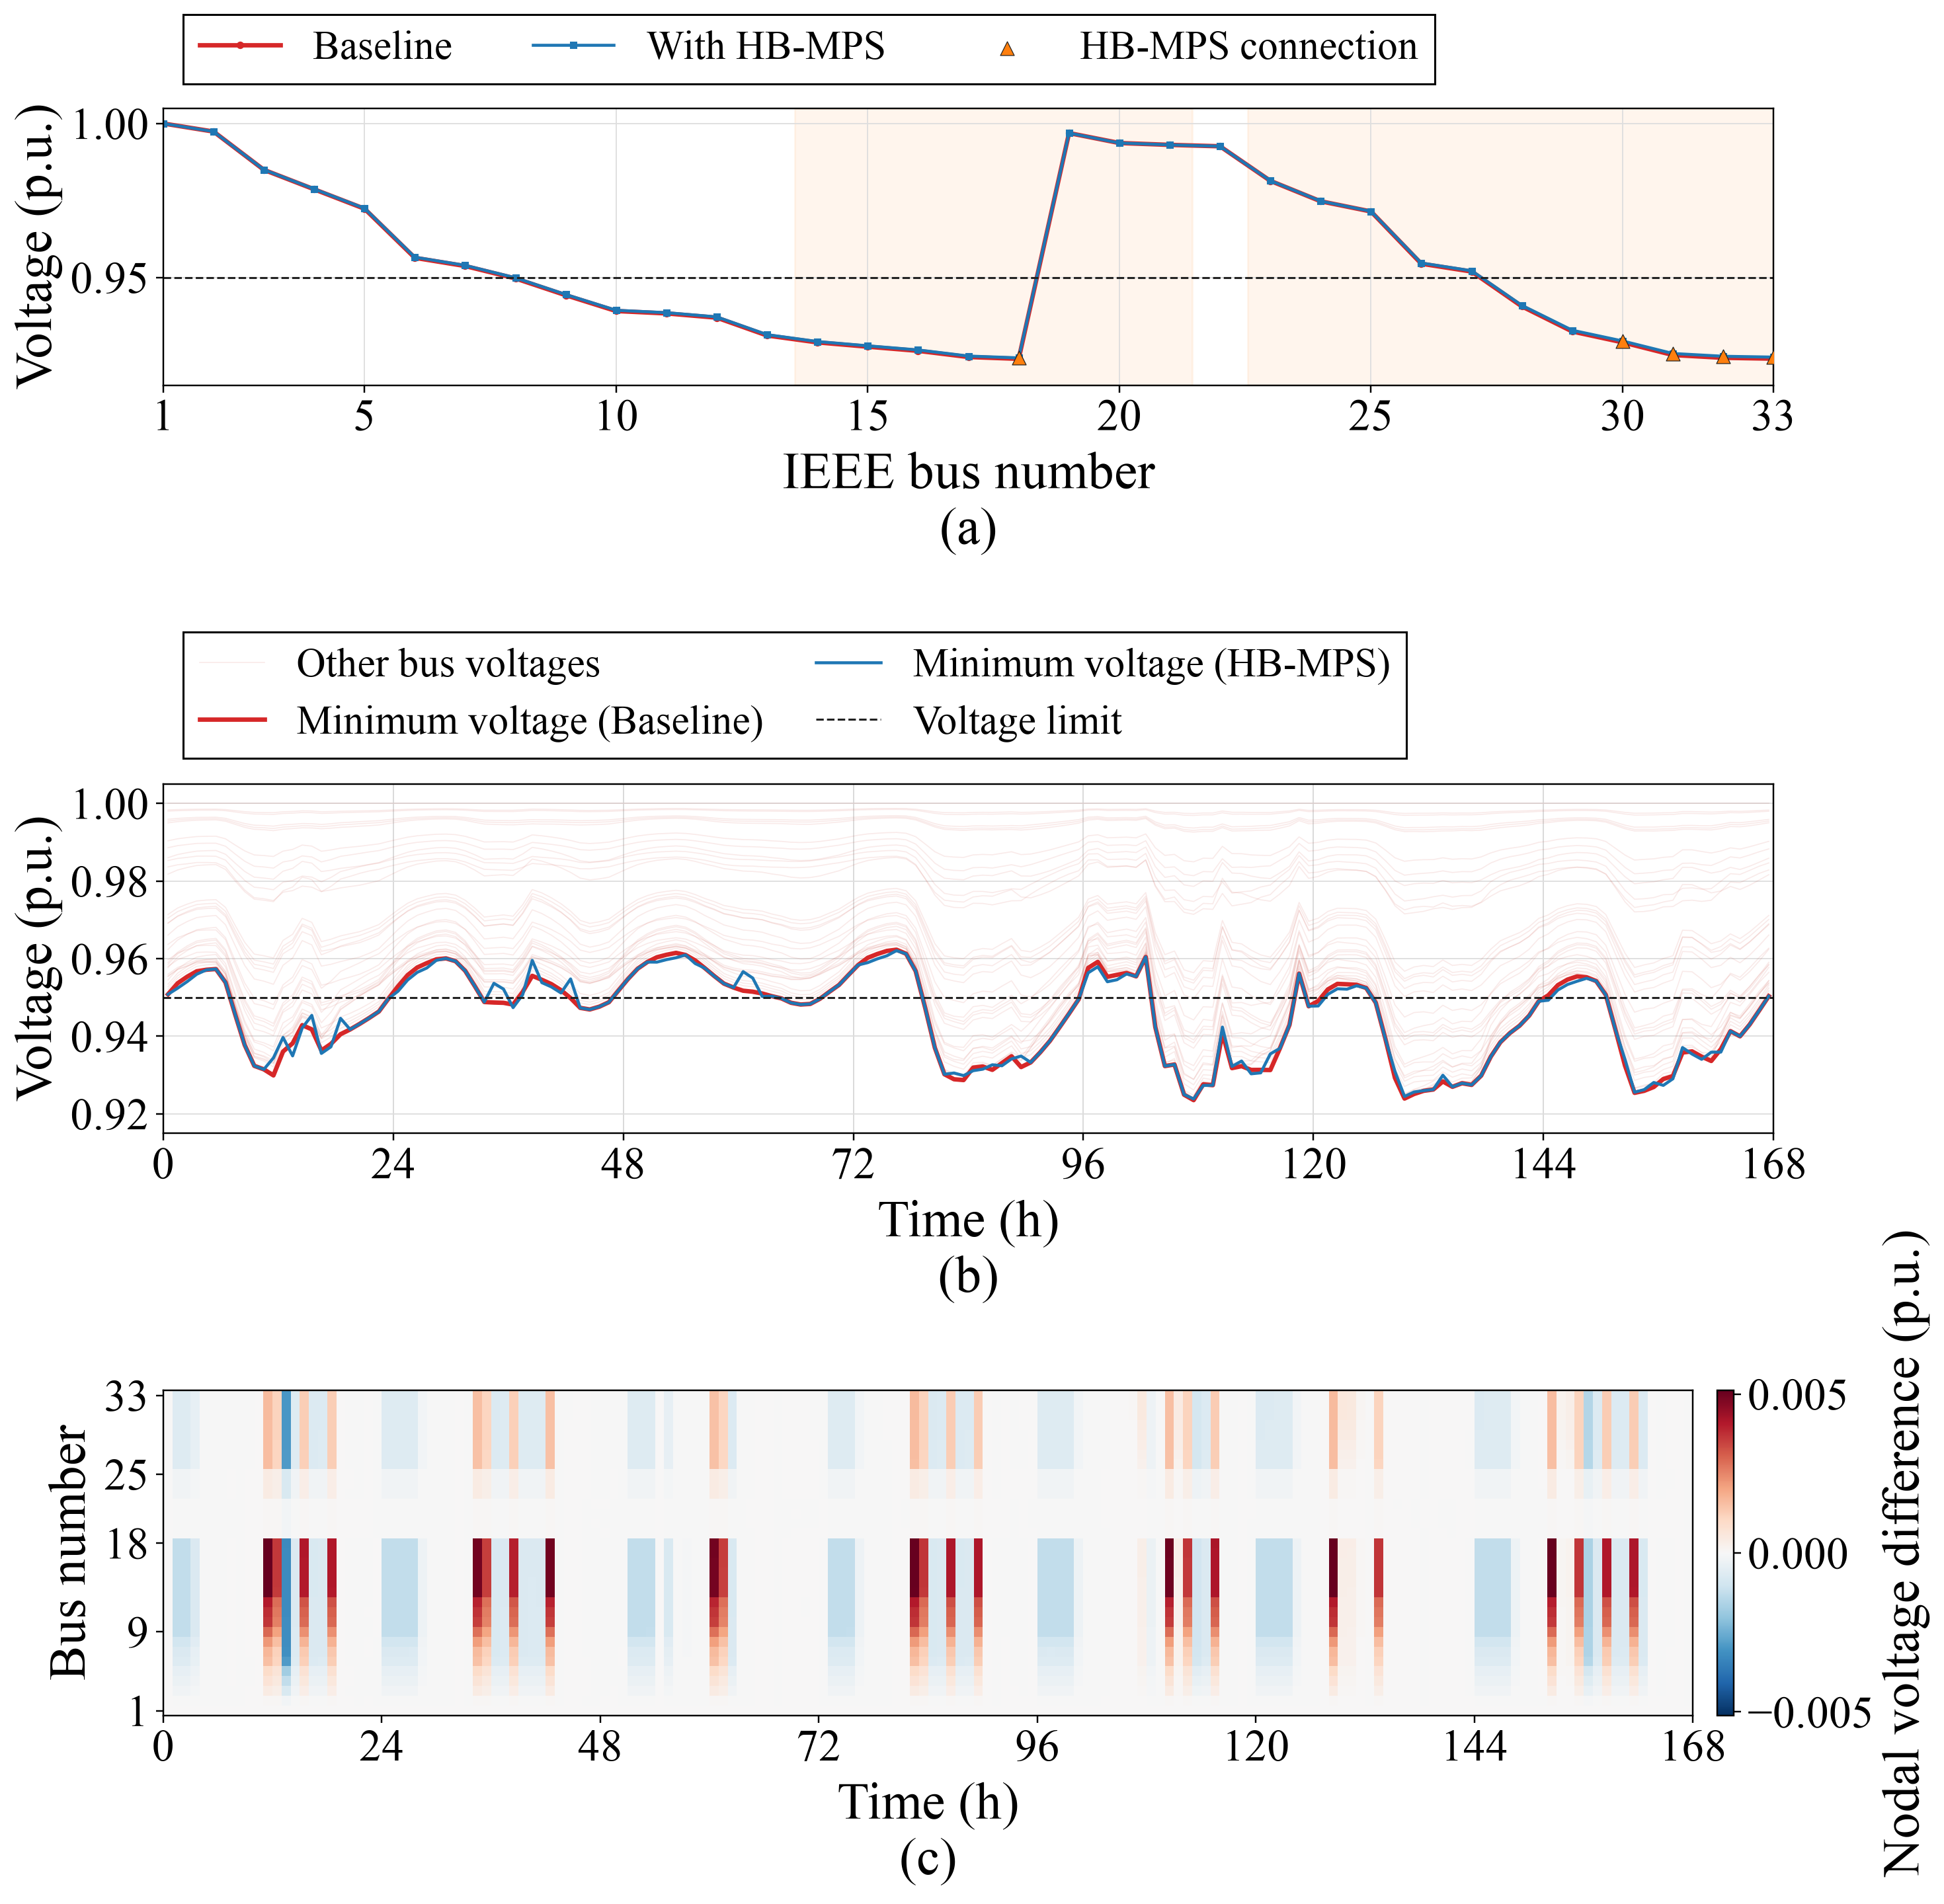 Baseline With HB-MPS HB-MPS connection
Voltage (p.u.)
1.00
0.95
1 5 10 15 20 25 30 33
IEEE bus number
(a)
Other bus voltages Minimum voltage (HB-MPS)
Minimum voltage (Baseline) Voltage limit
Voltage (p.u.)
1.00
0.98
0.96
0.94
0.92
0 24 48 72 96 120 144 168
Time (h)
(b)
Bus number
33
25
18
9
1
0 24 48 72 96 120 144 168
Time (h)
(c)
0.005
0.000
−0.005
Nodal voltage difference (p.u.)